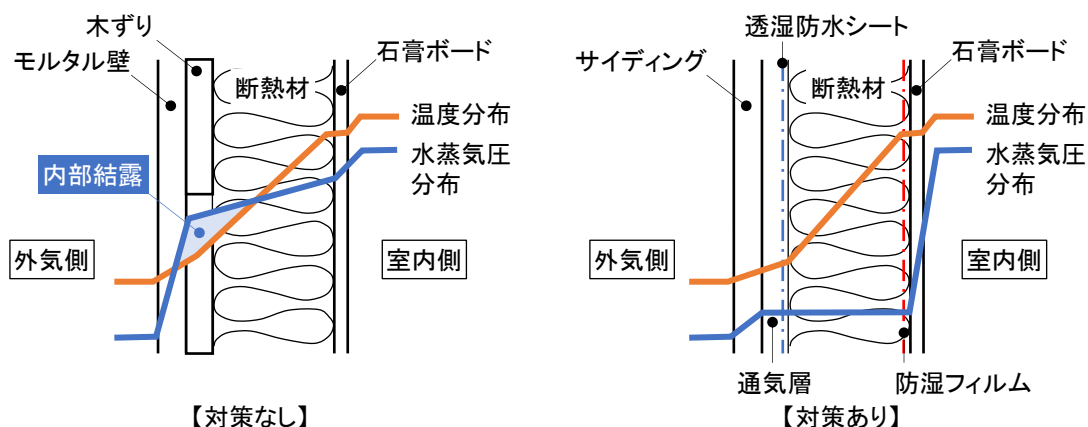 木ずり
モルタル壁
石膏ボード
断熱材
温度分布
水蒸気圧
分布
内部結露
外気側
室内側
【対策なし】
透湿防水シート
サイディング
石膏ボード
断熱材
温度分布
水蒸気圧
分布
外気側
室内側
通気層
防湿フィルム
【対策あり】